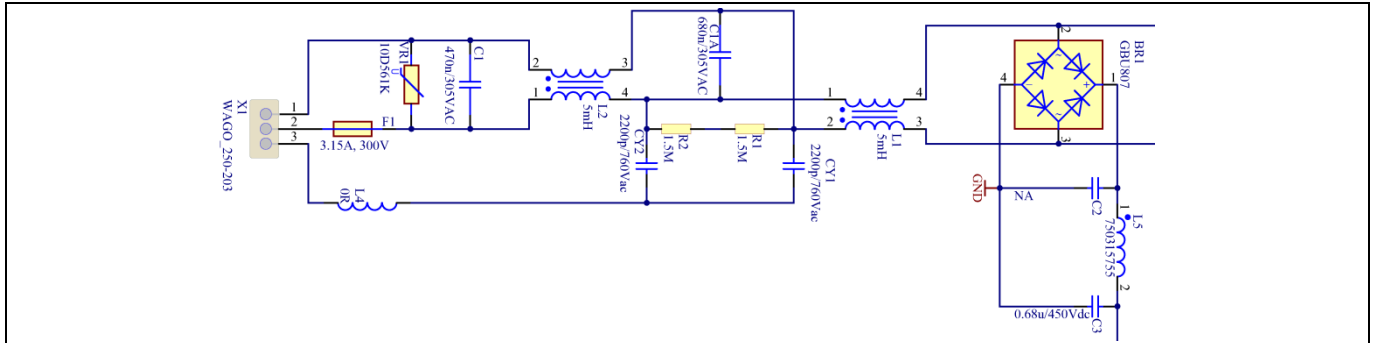 X1
WAGO_250-203
1
2
3
F1
3.15A, 300V
VR1
10D561K
U
C1
470n/305VAC
L4
0R
2
3
1
4
L2
5mH
C1A
680n/305VAC
R2
1.5M
R1
1.5M
CY2
2200p/760Vac
CY1
2200p/760Vac
1
4
2
3
L1
5mH
BR1
GBU807
2
4
1
3
~
~
-
+
GND
NA
C2
1
L5
750315755
2
0.68u/450Vdc
C3